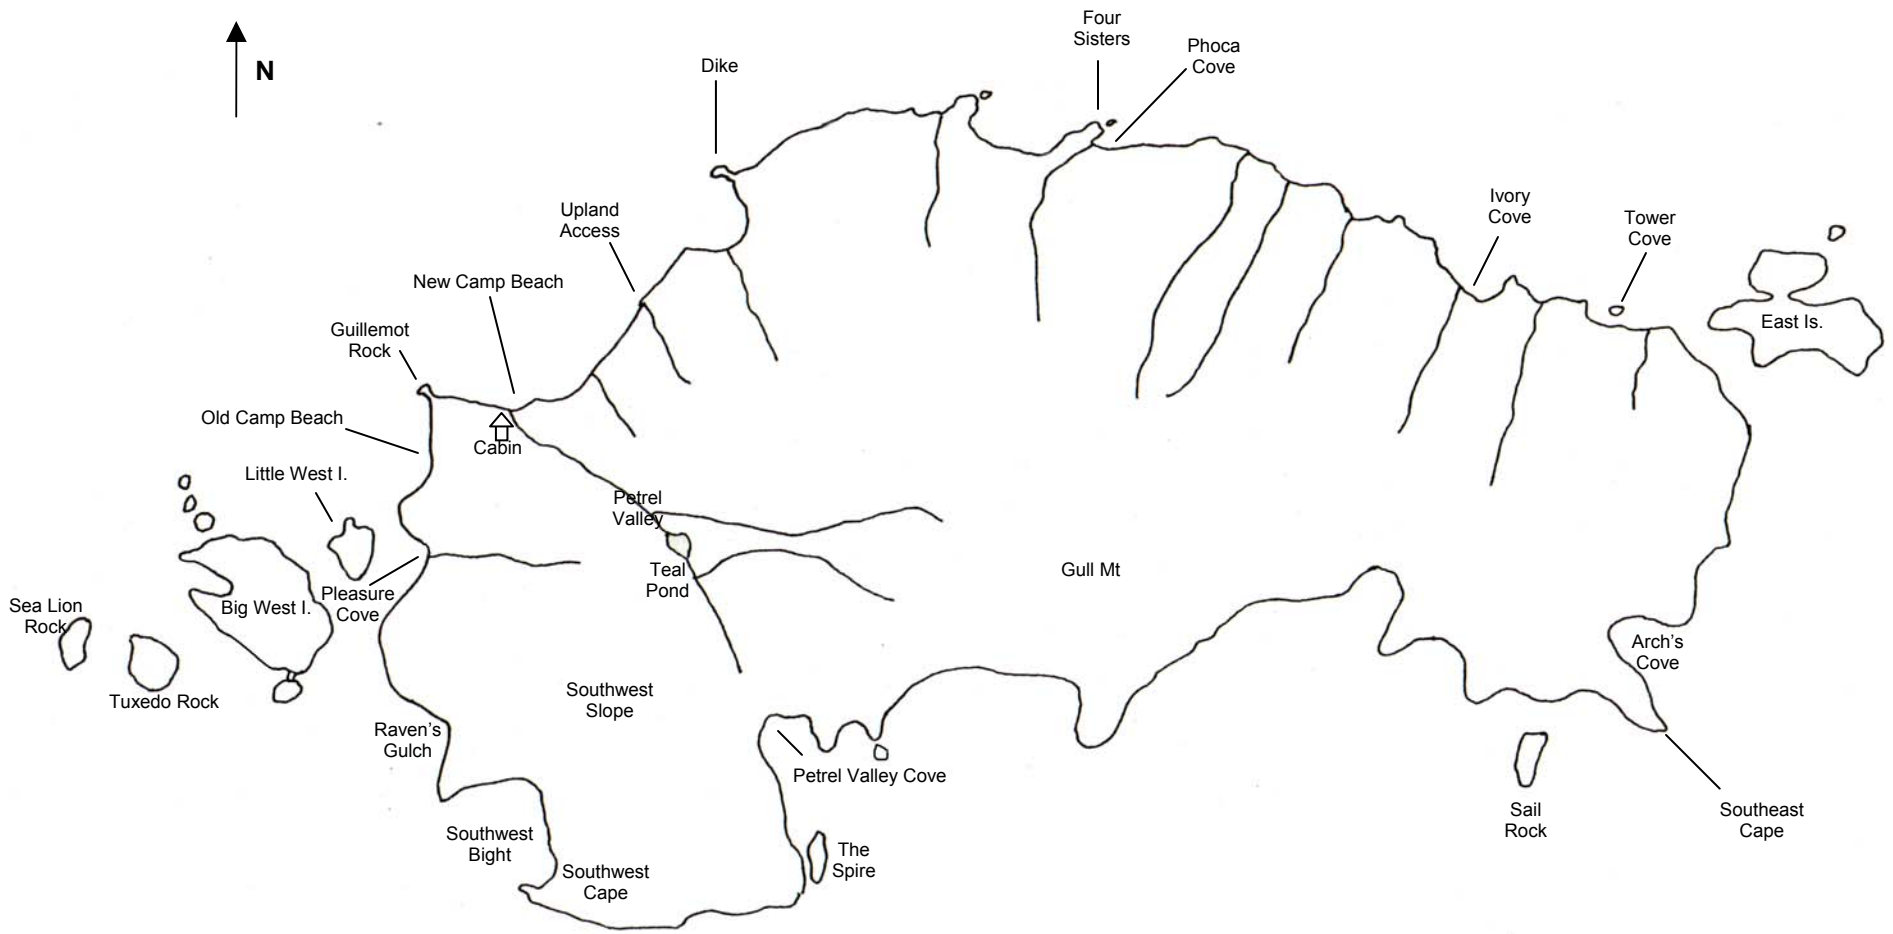 Four
Sisters
Phoca
Cove
Dike
N
Ivory
Cove
Upland
Access
Tower
Cove
New Camp Beach
East Is.
Guillemot
Rock
Old Camp Beach
Cabin
Little West I.
Petrel
Valley
Teal
Pond
Gull Mt
Pleasure
Cove
Sea Lion
Rock
Big West I.
Arch's
Cove
Tuxedo Rock
Southwest
Slope
Raven's
Gulch
Petrel Valley Cove
Sail
Rock
Southeast
Cape
Southwest
Bight
The
Spire
Southwest
Cape